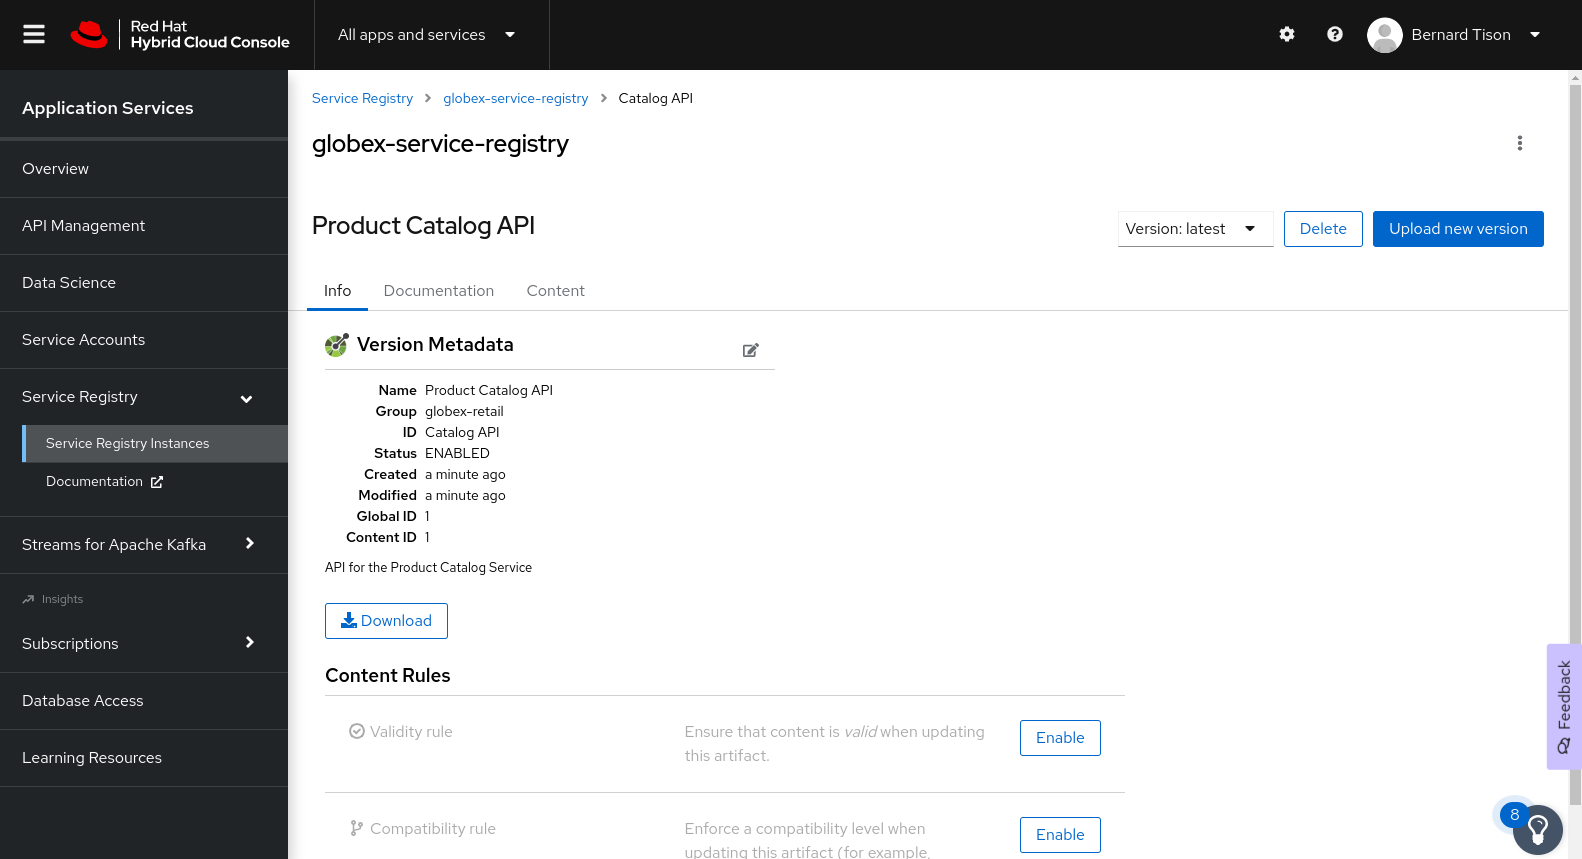 Red Hat
Hybrid Cloud Console
All apps and services
Bernard Tison
Application Services
Overview
API Management
Data Science
Service Accounts
Service Registry
Service Registry Instances
Documentation
Streams for Apache Kafka
Insights
Subscriptions
Database Access
Learning Resources
Service Registry > globex-service-registry > Catalog API
globex-service-registry
Product Catalog API
Version: latest
Delete
Upload new version
Info Documentation Content
Version Metadata
Name Product Catalog API
Group globex-retail
ID Catalog API
Status ENABLED
Created a minute ago
Modified a minute ago
Global ID 1
Content ID 1
API for the Product Catalog Service
Download
Content Rules
Validity rule
Ensure that content is valid when updating
this artifact.
Enable
Compatibility rule
Enforce a compatibility level when
updating this artifact (for example,
Enable
Feedback
8